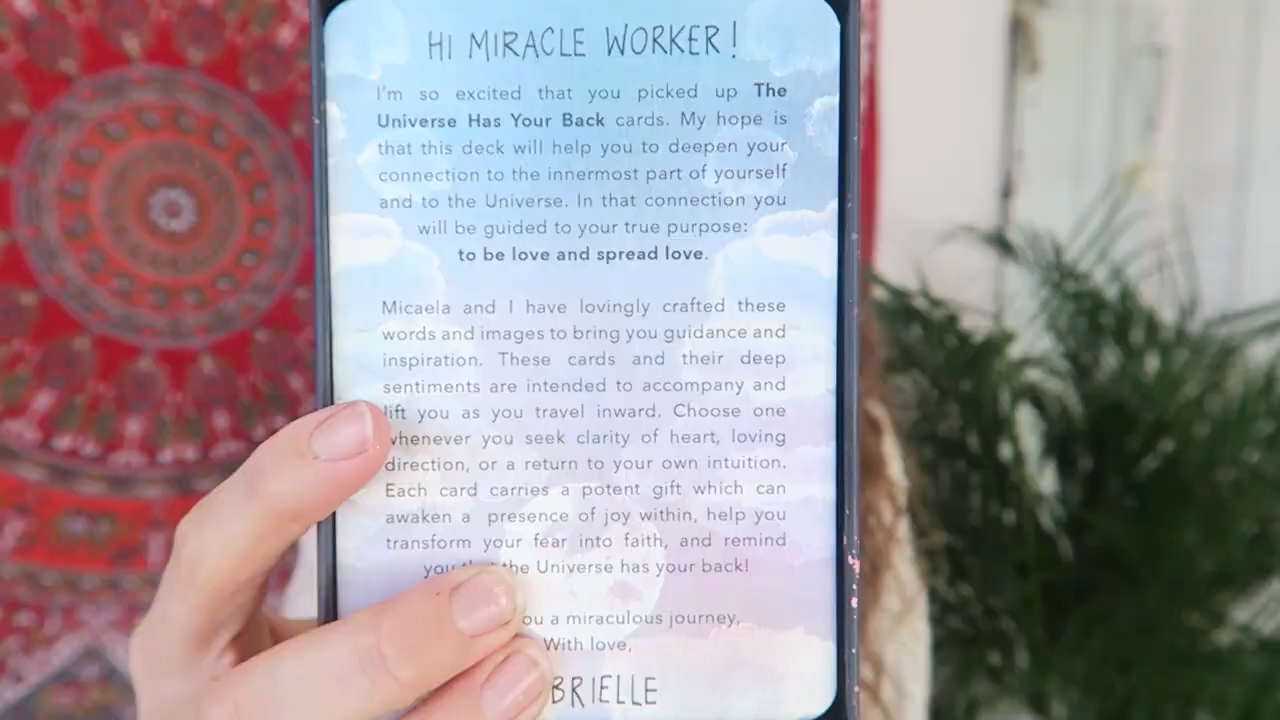 HI MIRACLE WORKER!
I'm so excited that you picked up The
Universe Has Your Back cards. My hope is
that this deck will help you to deepen your
connection to the innermost part of yourself
and to the Universe. In that connection you
will be guided to your true purpose:
to be love and spread love.
Micaela and I have lovingly crafted these
words and images to bring you guidance and
inspiration. These cards and their deep
sentiments are intended to accompany and
lift you as you travel inward. Choose one
whenever you seek clarity of heart, loving
direction, or a return to your own intuition.
Each card carries a potent gift which can
awaken a presence of joy within, help you
transform your fear into faith, and remind
you that the Universe has your back!
ou a miraculous journey,
With love,
BRIELLE